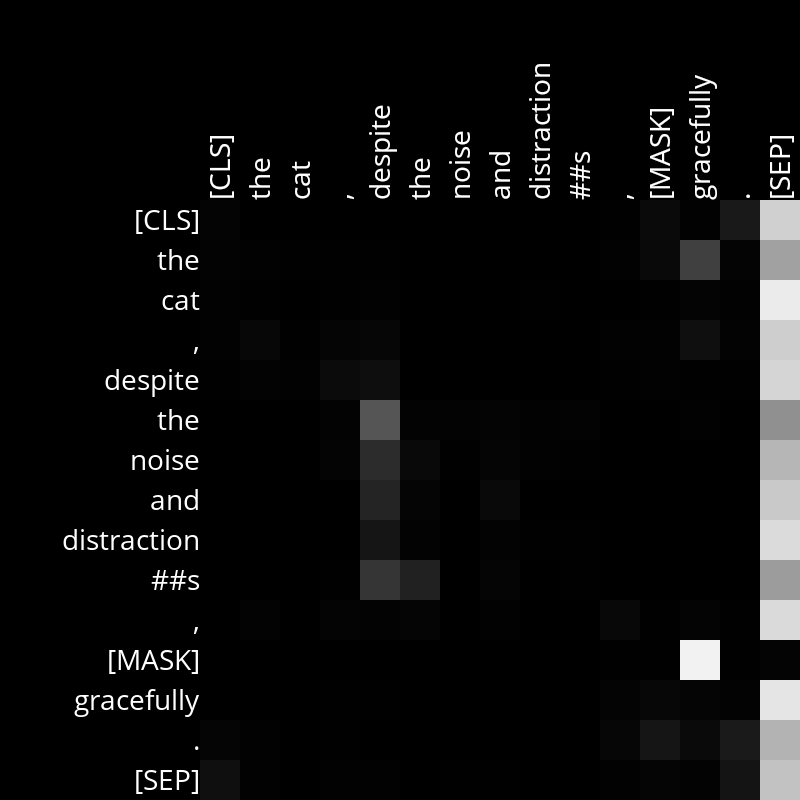 [CLS] the cat , despite the noise and distraction ##s , [MASK] gracefully . [SEP]
[CLS]
the
cat
,
despite
the
noise
and
distraction
##s
,
[MASK]
gracefully
.
[SEP]